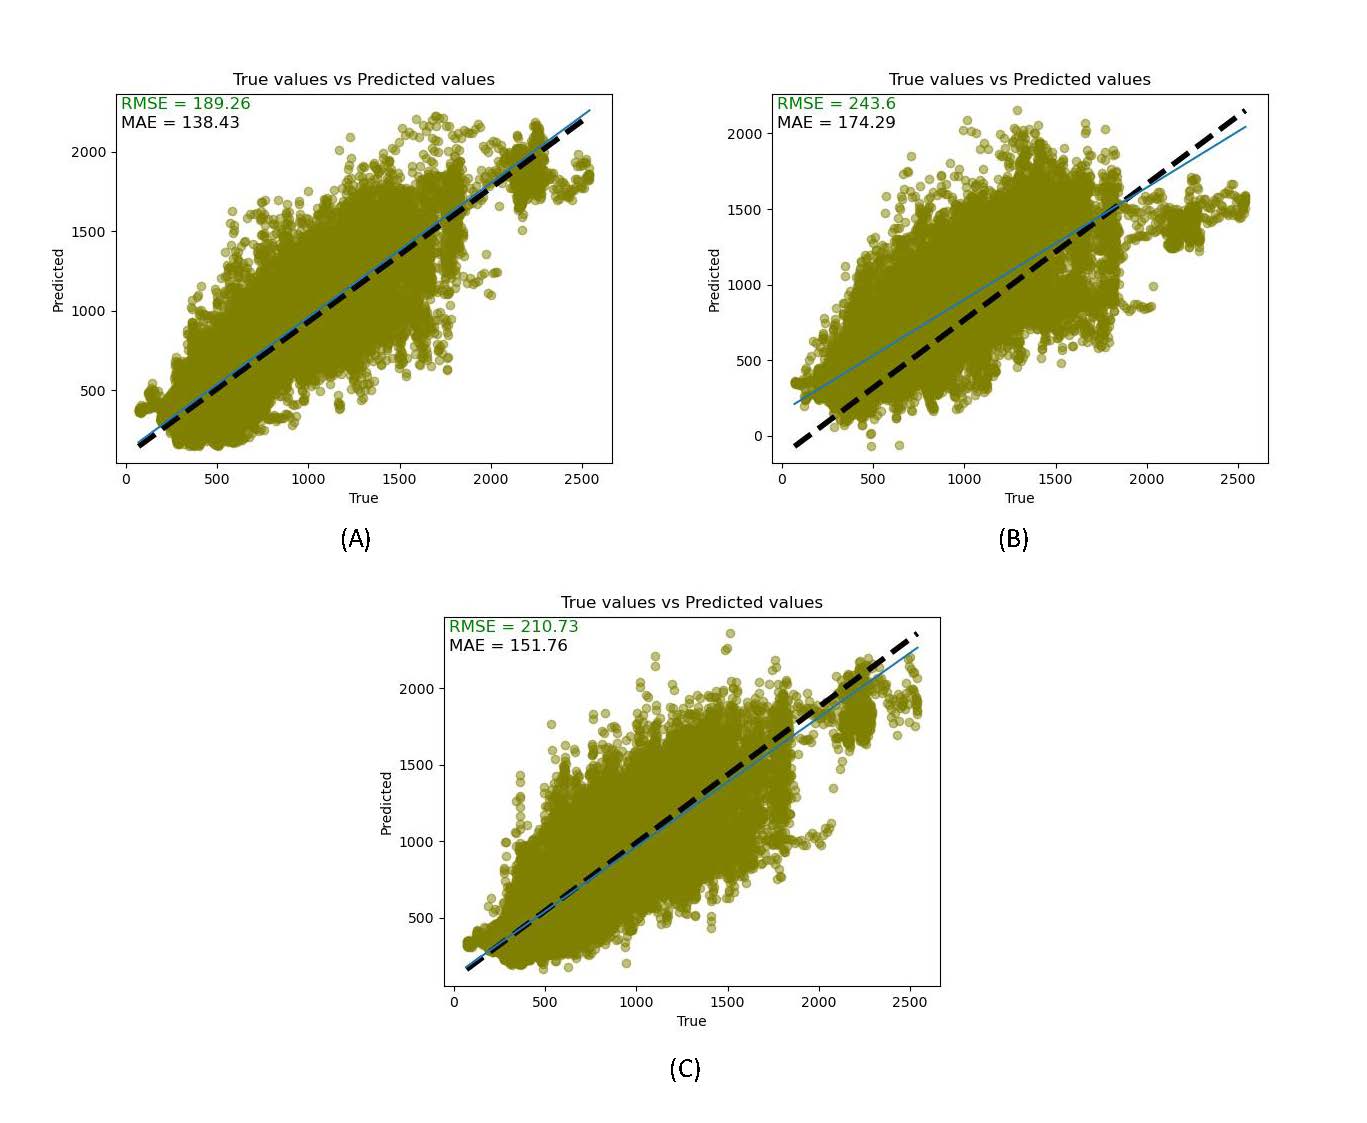 True values vs Predicted values
RMSE = 189.26
MAE = 138.43
2000
1500
1000
500
Predicted
0 500 1000 1500 2000 2500
True
(A)
True values vs Predicted values
RMSE = 243.6
MAE = 174.29
2000
1500
1000
500
0
Predicted
0 500 1000 1500 2000 2500
True
(B)
True values vs Predicted values
RMSE = 210.73
MAE = 151.76
2000
1500
1000
500
Predicted
0 500 1000 1500 2000 2500
True
(C)